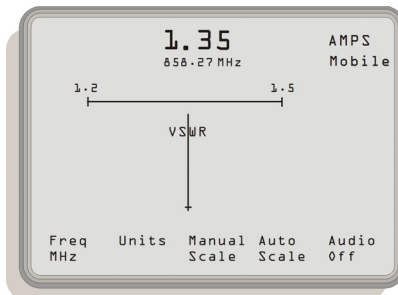 1.35
AMPS
858.27 MHz
Mobile
1.2 1.5
VSWR
Freq Units Manual Auto Audio
MHz Scale Scale Off